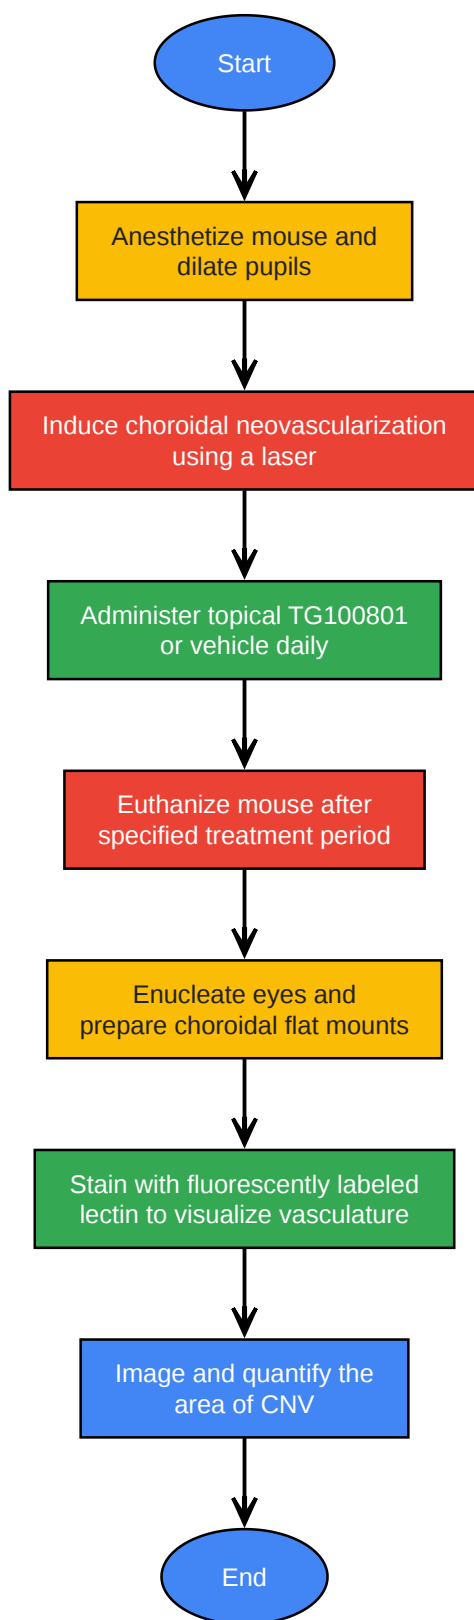 Start
Anesthetize mouse and
dilate pupils
Induce choroidal neovascularization
using a laser
Administer topical TG100801
or vehicle daily
Euthanize mouse after
specified treatment period
Enucleate eyes and
prepare choroidal flat mounts
Stain with fluorescently labeled
lectin to visualize vasculature
Image and quantify the
area of CNV
End